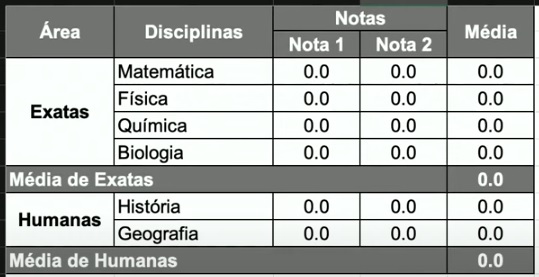 Área Disciplinas Notas Média
Nota 1 Nota 2
Exatas Matemática 0.0 0.0 0.0
Física 0.0 0.0 0.0
Química 0.0 0.0 0.0
Biologia 0.0 0.0 0.0
Média de Exatas 0.0
Humanas História 0.0 0.0 0.0
Geografia 0.0 0.0 0.0
Média de Humanas 0.0